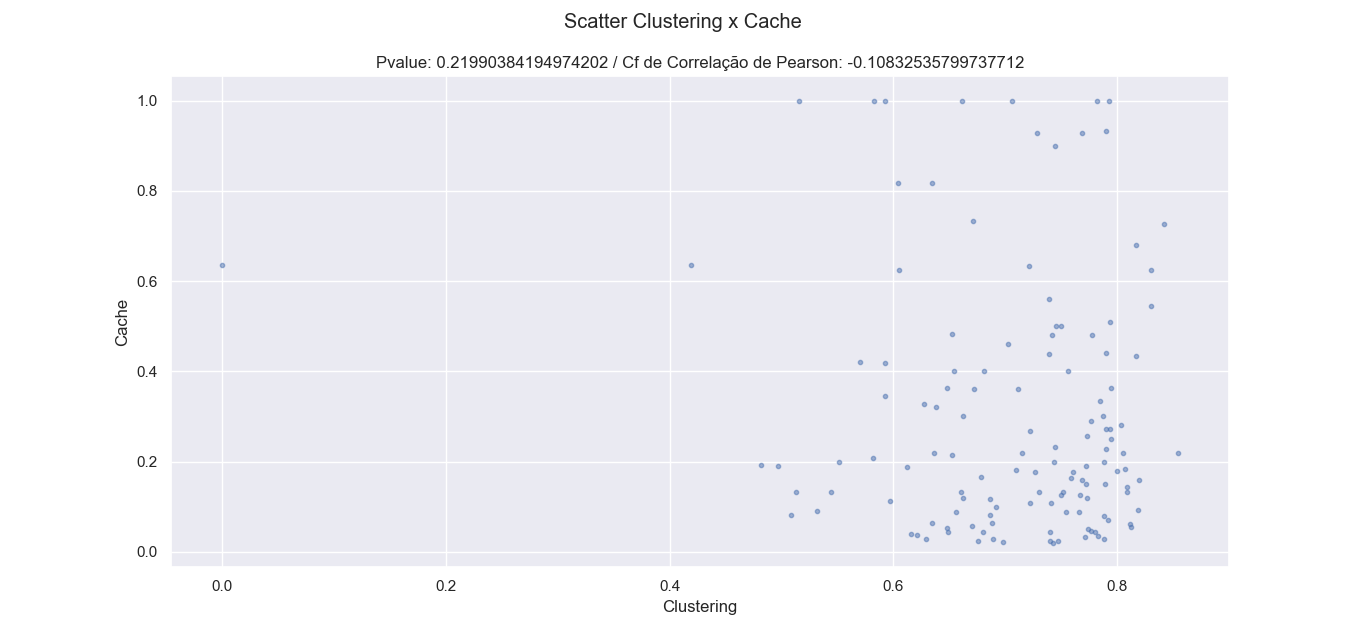 Scatter Clustering x Cache
Pvalue: 0.21990384194974202 / Cf de Correlação de Pearson: -0.10832535799737712
1.0
0.8
0.6
0.4
0.2
0.0
Cache
0.0 0.2 0.4 0.6 0.8
Clustering